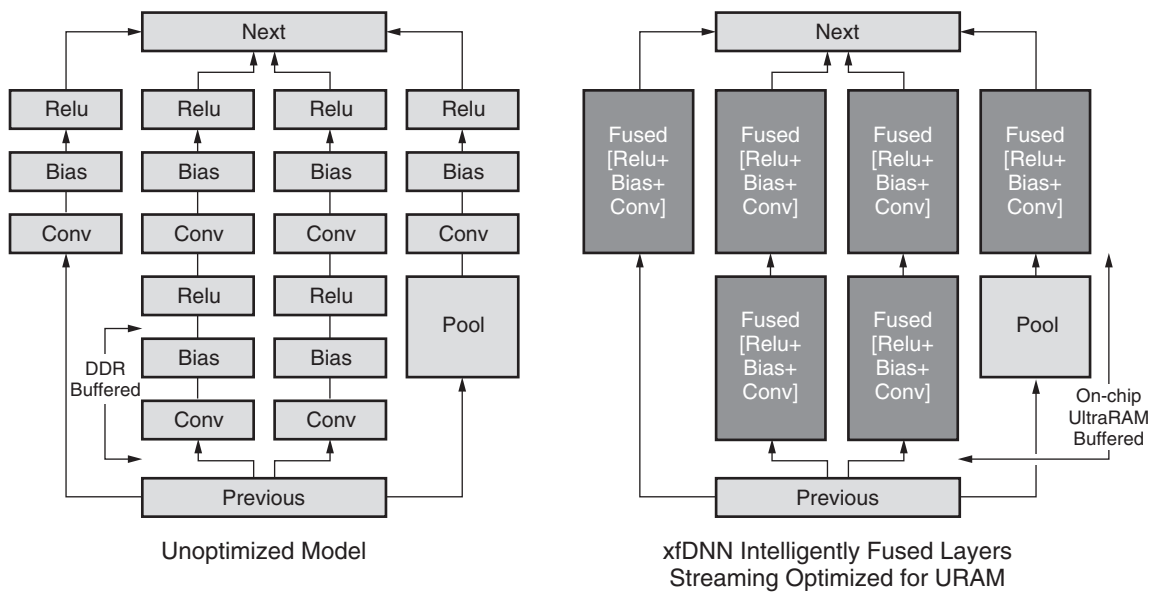 Next
Relu
Relu
Relu
Relu
Bias
Bias
Bias
Bias
Conv
Conv
Conv
Conv
Relu
Relu
Pool
DDR
Buffered
Bias
Bias
Conv
Conv
Previous
Unoptimized Model
Next
Fused
[Relu+
Bias+
Conv]
Fused
[Relu+
Bias+
Conv]
Fused
[Relu+
Bias+
Conv]
Fused
[Relu+
Bias+
Conv]
Fused
[Relu+
Bias+
Conv]
Fused
[Relu+
Bias+
Conv]
Pool
On-chip
UltraRAM
Buffered
Previous
xfDNN Intelligently Fused Layers
Streaming Optimized for URAM